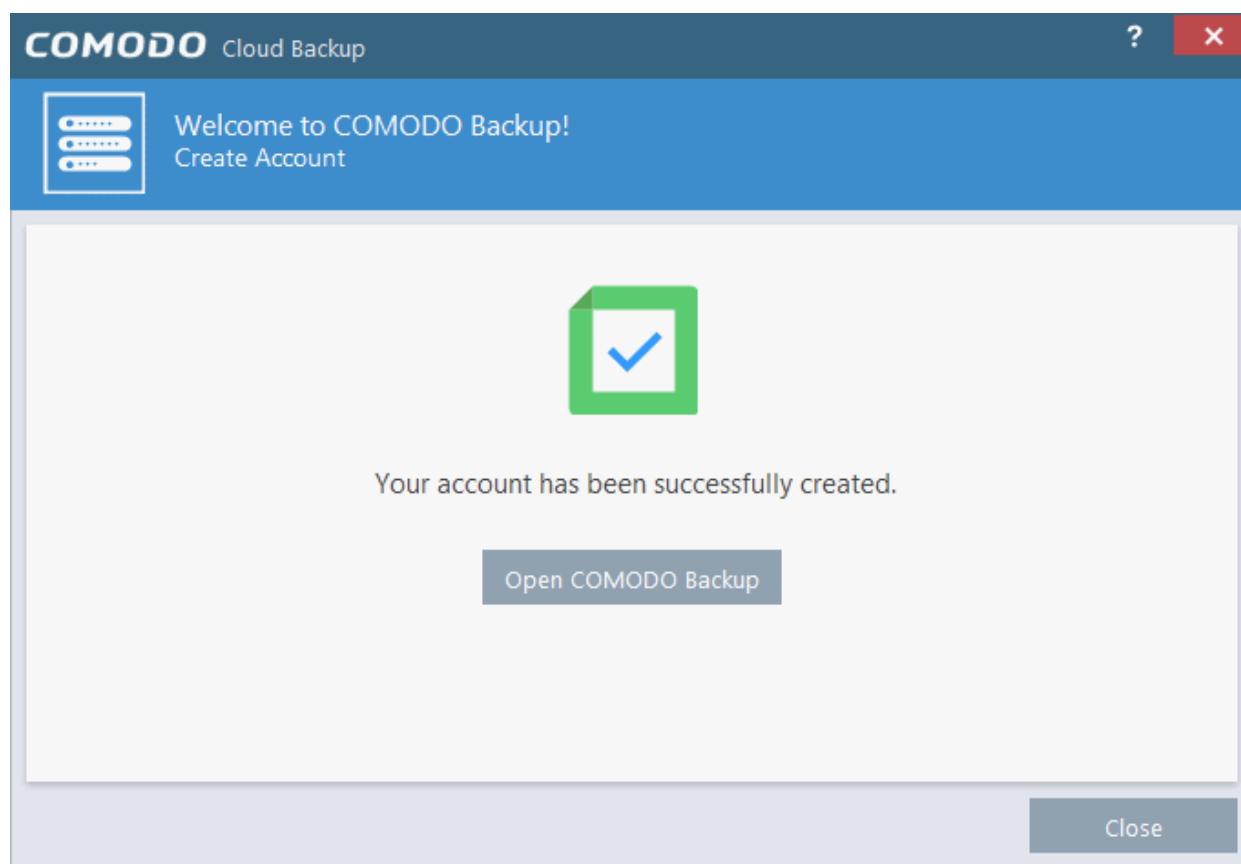 COMODO Cloud Backup ?
Welcome to COMODO Backup!
Create Account
Your account has been successfully created.
Open COMODO Backup
Close